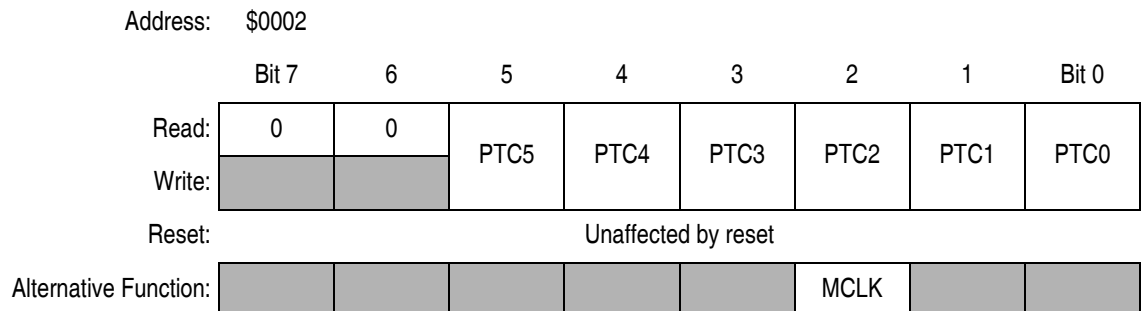 Address: $0002
Bit 7 6 5 4 3 2 1 Bit 0
Read: 0 0 PTC5 PTC4 PTC3 PTC2 PTC1 PTC0
Write:
Reset: Unaffected by reset
Alternative Function: MCLK